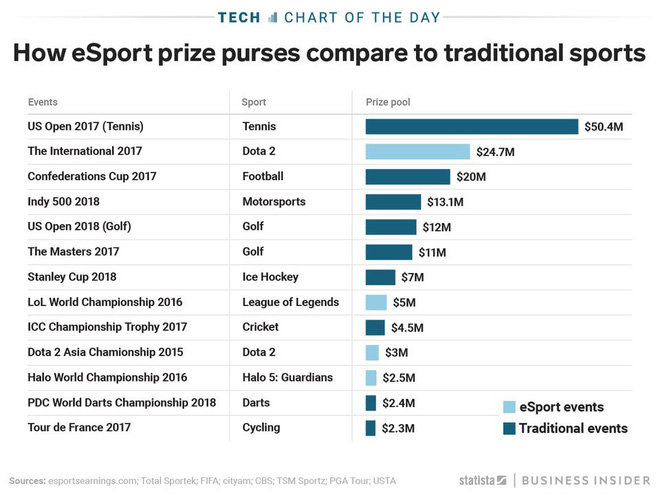 TECH CHART OF THE DAY
How eSport prize purses compare to traditional sports
Events Sport Prize pool
US Open 2017 (Tennis) Tennis $50.4M
The International 2017 Dota 2 $24.7M
Confederations Cup 2017 Football $20M
Indy 500 2018 Motorsports $13.1M
US Open 2018 (Golf) Golf $12M
The Masters 2017 Golf $11M
Stanley Cup 2018 Ice Hockey $7M
LoL World Championship 2016 League of Legends $5M
ICC Championship Trophy 2017 Cricket $4.5M
Dota 2 Asia Chamionship 2015 Dota 2 $3M
Halo World Championship 2016 Halo 5: Guardians $2.5M
PDC World Darts Championship 2018 Darts $2.4M
Tour de France 2017 Cycling $2.3M
eSport events
Traditional events
Sources: esportsearnings.com; Total Sportek; FIFA; cityam; CBS; TSM Sportz; PGA Tour; USTA
statista BUSINESS INSIDER